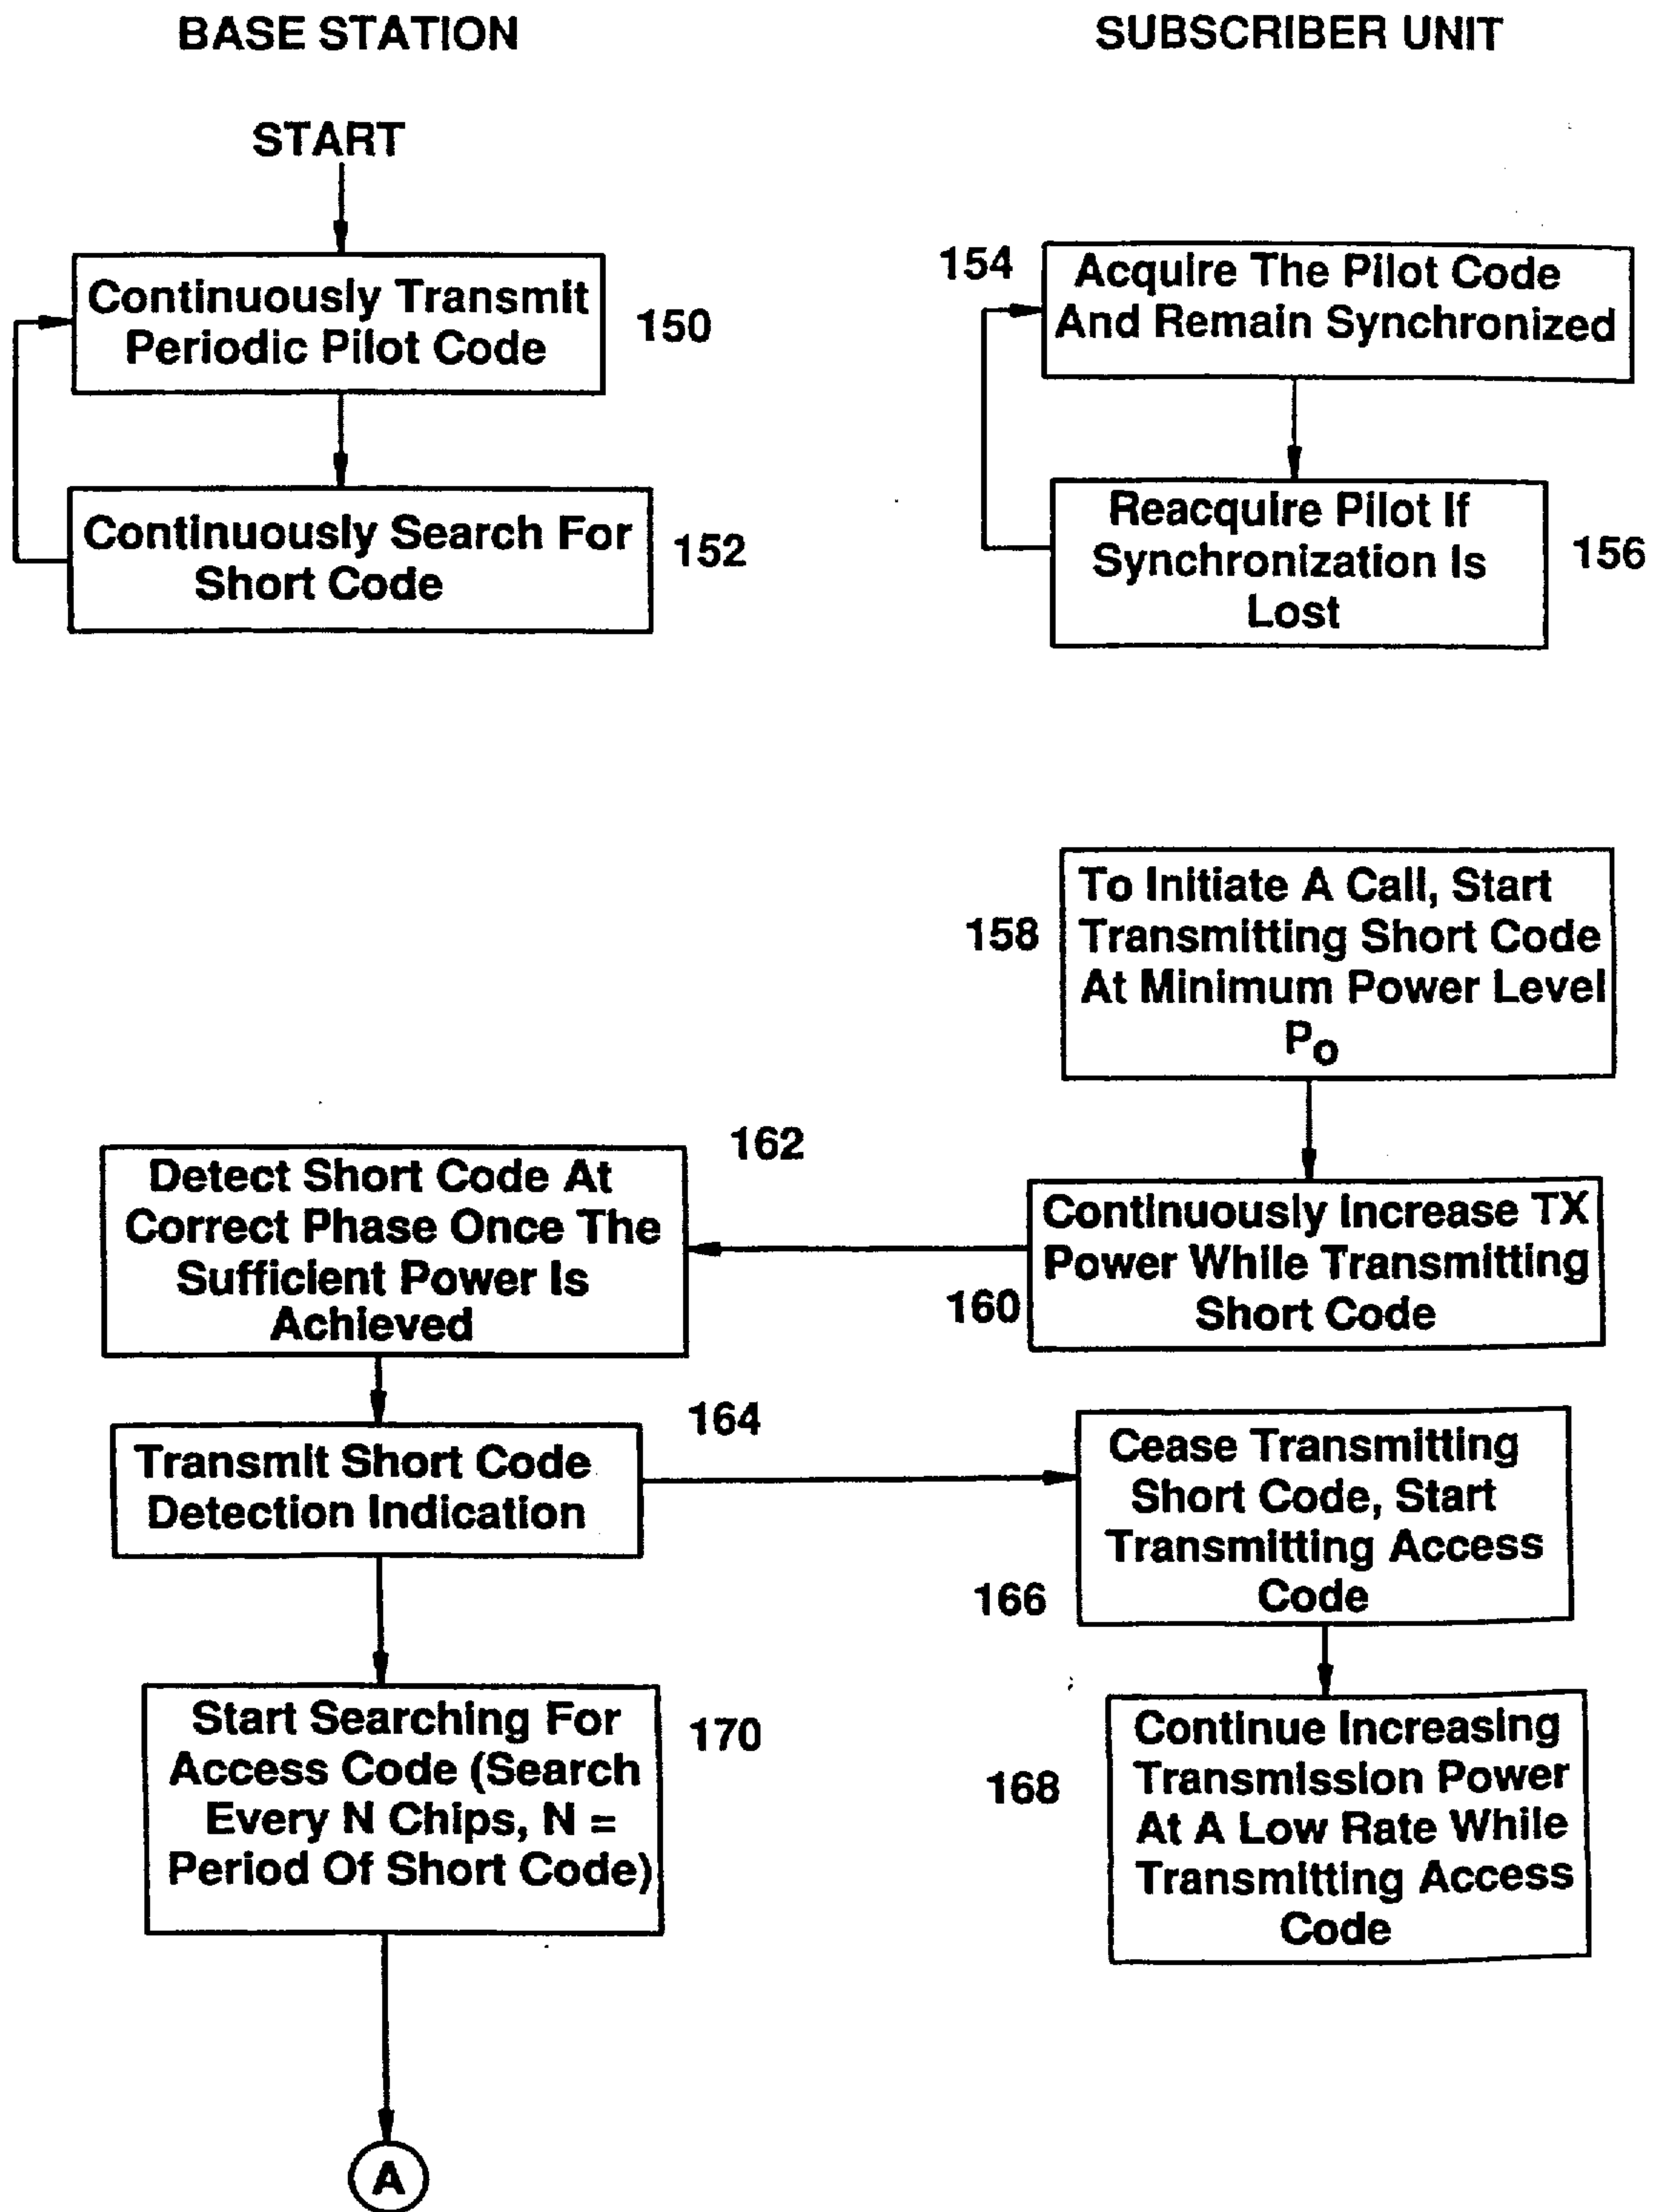 BASE STATION
SUBSCRIBER UNIT
START
Continuously Transmit
Periodic Pilot Code
150
Continuously Search For
Short Code
152
154
Acquire The Pilot Code
And Remain Synchronized
Reacquire Pilot If
Synchronization Is
Lost
156
158
To Initiate A Call, Start
Transmitting Short Code
At Minimum Power Level
Po
Continuously Increase TX
Power While Transmitting
Short Code
160
162
Detect Short Code At
Correct Phase Once The
Sufficient Power Is
Achieved
164
Transmit Short Code
Detection Indication
Cease Transmitting
Short Code, Start
Transmitting Access
Code
166
168
Continue Increasing
Transmission Power
At A Low Rate While
Transmitting Access
Code
Start Searching For
Access Code (Search
Every N Chips, N =
Period Of Short Code)
170
A